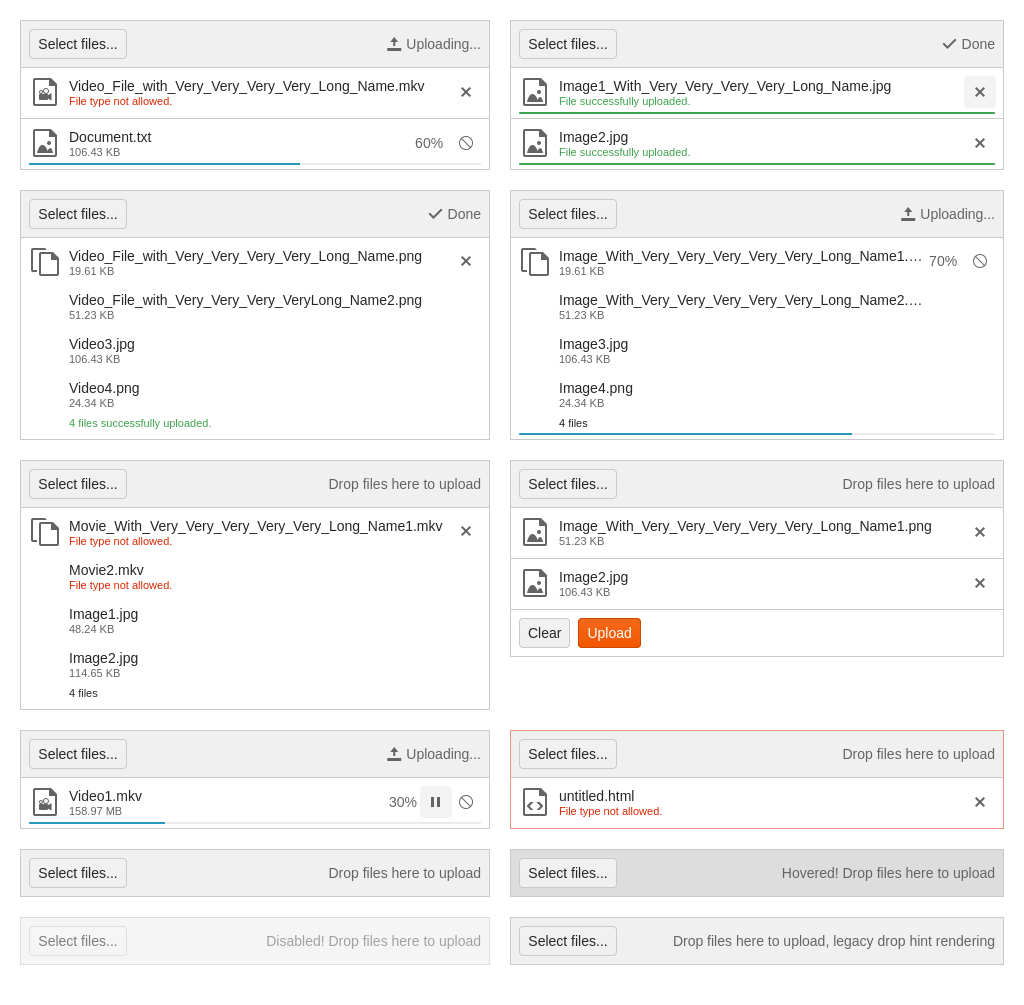 Select files...
Uploading...
Video_File_with_Very_Very_Very_Very_Long_Name.mkv
File type not allowed.
Document.txt
106.43 KB
60%
Select files...
Done
Image1_With_Very_Very_Very_Very_Long_Name.jpg
File successfully uploaded.
Image2.jpg
File successfully uploaded.
Select files...
Done
Video_File_with_Very_Very_Very_Very_Long_Name.png
19.61 KB
Video_File_with_Very_Very_Very_VeryLong_Name2.png
51.23 KB
Video3.jpg
106.43 KB
Video4.png
24.34 KB
4 files successfully uploaded.
Select files...
Uploading...
Image_With_Very_Very_Very_Very_Very_Long_Name1....
19.61 KB
70%
Image_With_Very_Very_Very_Very_Very_Long_Name2....
51.23 KB
Image3.jpg
106.43 KB
Image4.png
24.34 KB
4 files
Select files...
Drop files here to upload
Movie_With_Very_Very_Very_Very_Very_Long_Name1.mkv
File type not allowed.
Movie2.mkv
File type not allowed.
Image1.jpg
48.24 KB
Image2.jpg
114.65 KB
4 files
Select files...
Drop files here to upload
Image_With_Very_Very_Very_Very_Very_Long_Name1.png
51.23 KB
Image2.jpg
106.43 KB
Clear
Upload
Select files...
Uploading...
Video1.mkv
158.97 MB
30%
Select files...
Drop files here to upload
untitled.html
File type not allowed.
Select files...
Drop files here to upload
Select files...
Hovered! Drop files here to upload
Select files...
Disabled! Drop files here to upload
Select files...
Drop files here to upload, legacy drop hint rendering